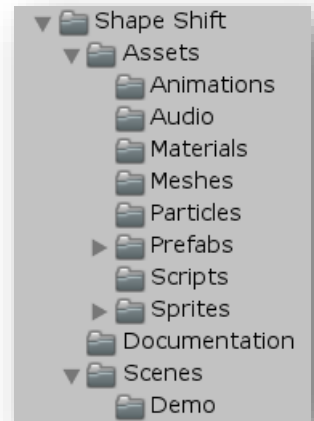 Shape Shift
Assets
Animations
Audio
Materials
Meshes
Particles
Prefabs
Scripts
Sprites
Documentation
Scenes
Demo